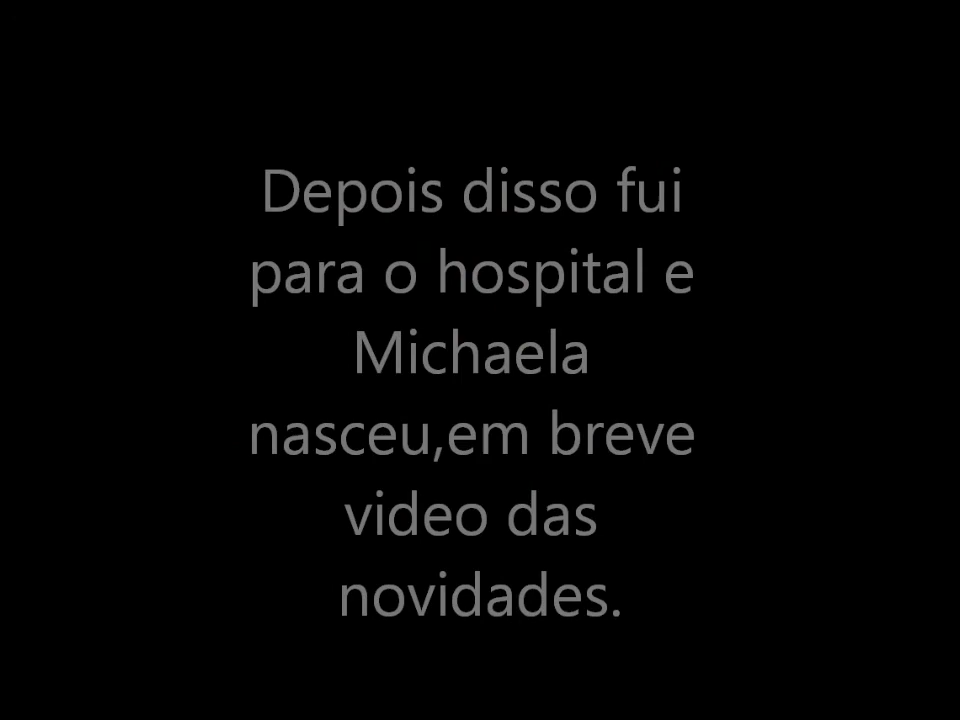 Depois disso fui
para o hospital e
Michaela
nasceu,em breve
video das
novidades.